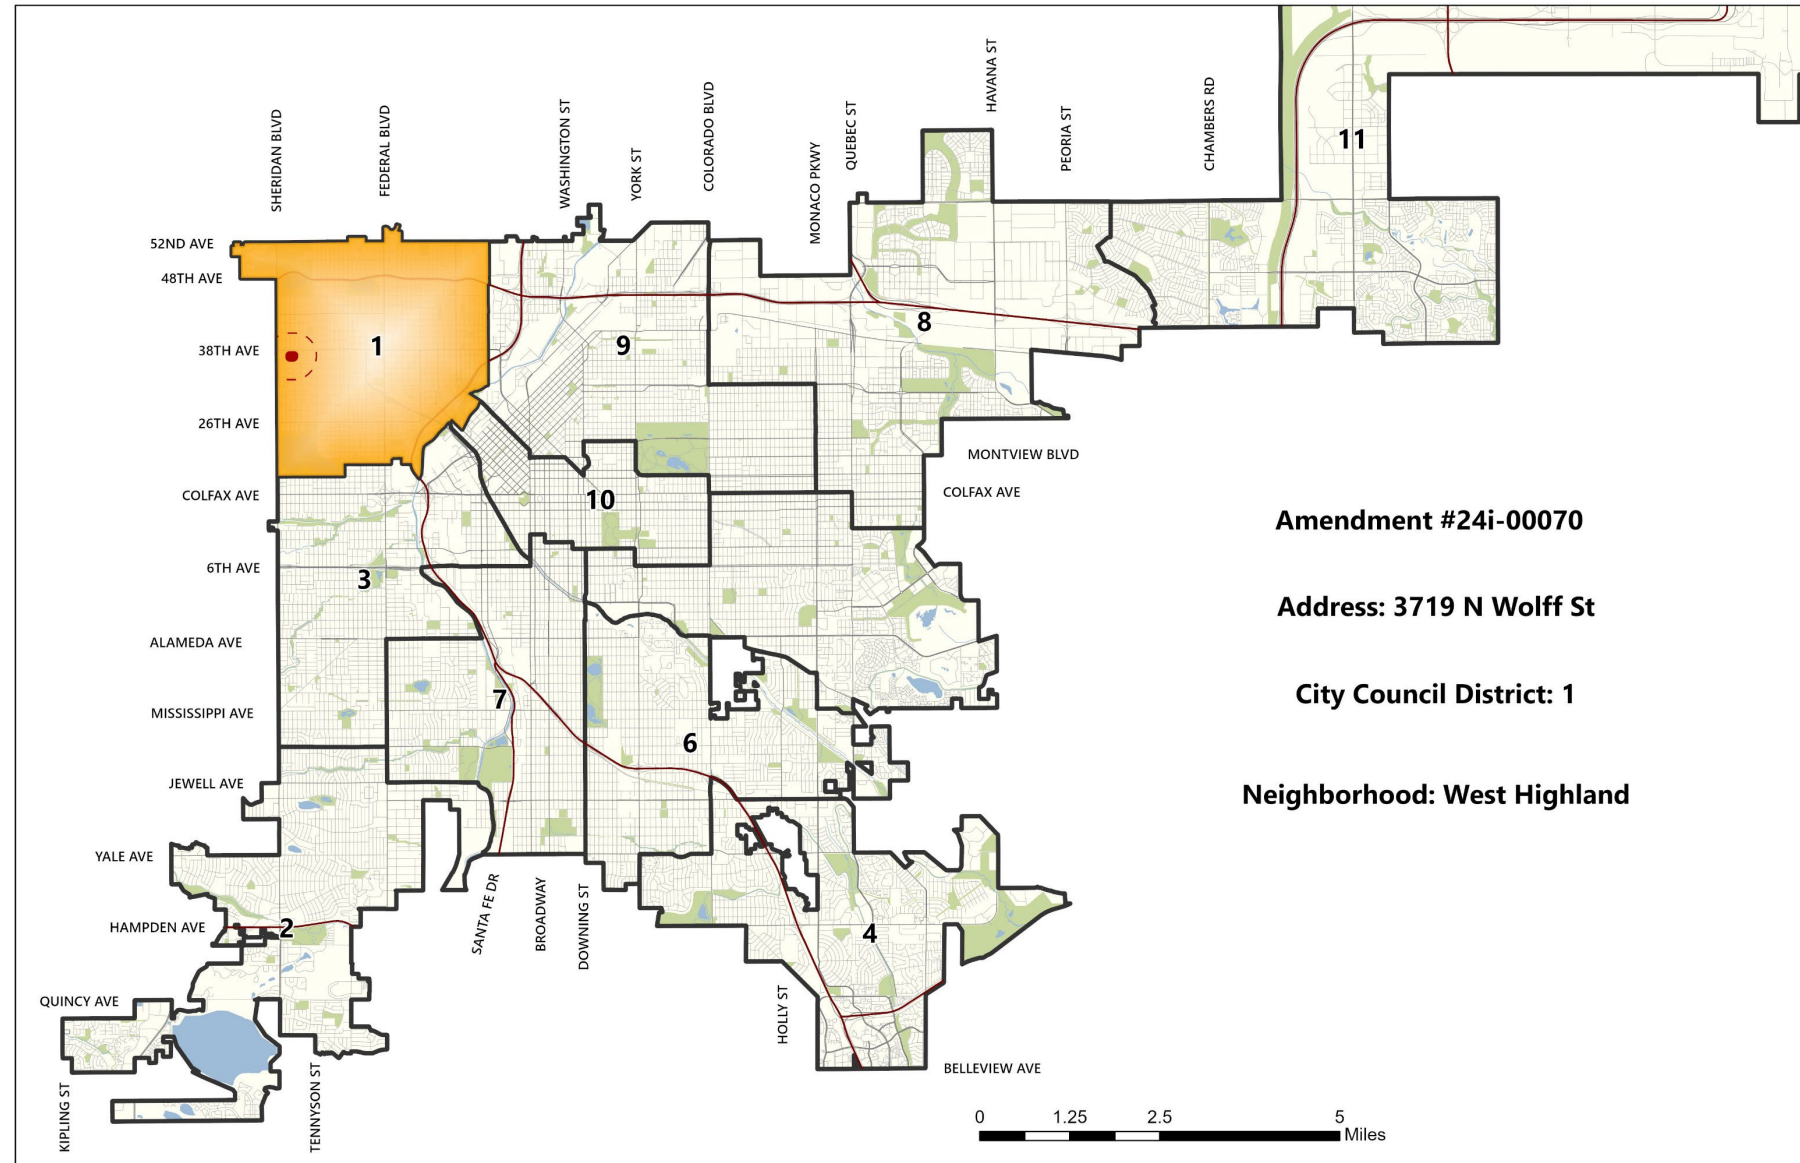 SHERIDAN BLVD
FEDERAL BLVD
WASHINGTON ST
YORK ST
COLORADO BLVD
MONACO PKWY
QUEBEC ST
HAVANA ST
PEORIA ST
CHAMBERS RD
11
52ND AVE
48TH AVE
38TH AVE
1
9
8
26TH AVE
MONTVIEW BLVD
COLFAX AVE
10
COLFAX AVE
Amendment #24i-00070
6TH AVE
3
Address: 3719 N Wolff St
ALAMEDA AVE
7
City Council District: 1
MISSISSIPPI AVE
6
JEWELL AVE
Neighborhood: West Highland
YALE AVE
HAMPDEN AVE
2
SANTA FE DR
BROADWAY
DOWNING ST
4
QUINCY AVE
HOLLY ST
BELLEVIEW AVE
KIPLING ST
TENNYSON ST
0 1.25 2.5 5
Miles